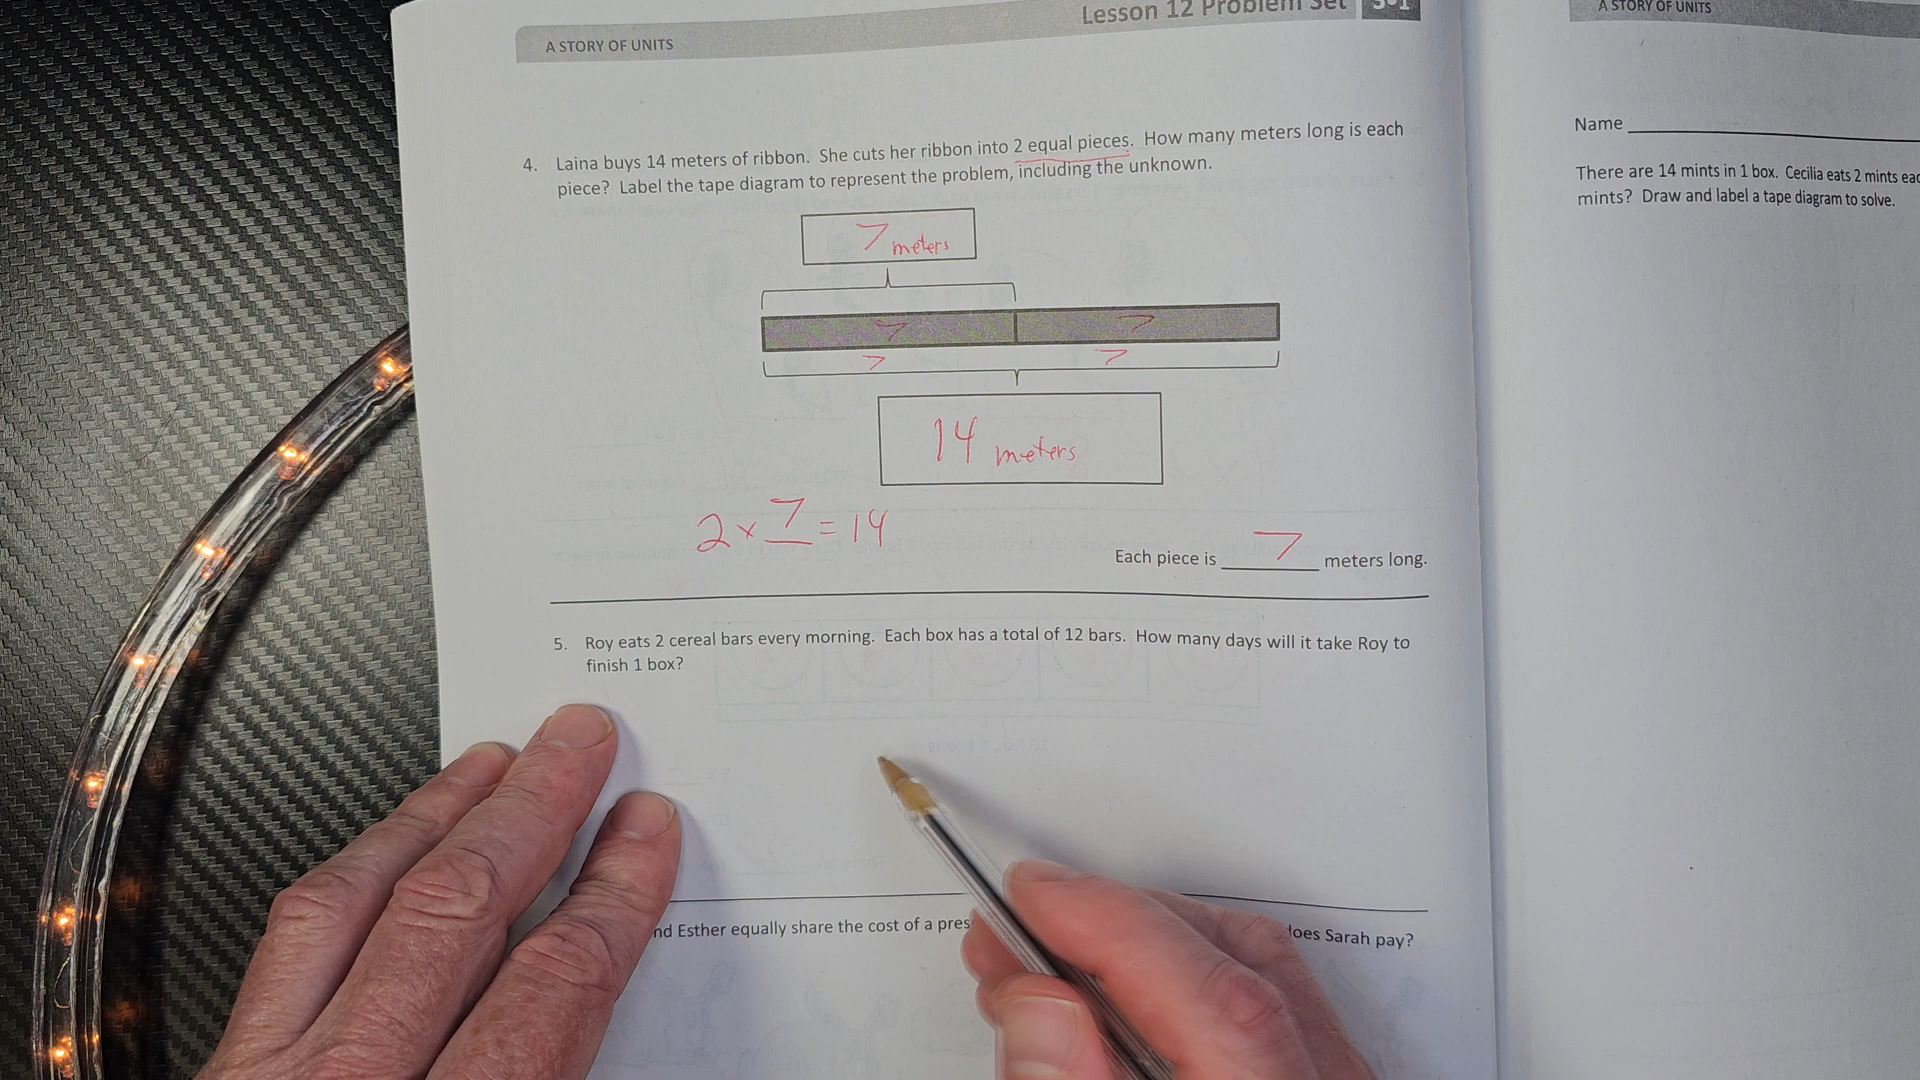 Lesson 12 Problem Set 3•1
A STORY OF UNITS
4. Laina buys 14 meters of ribbon. She cuts her ribbon into 2 equal pieces. How many meters long is each
piece? Label the tape diagram to represent the problem, including the unknown.
7 meters
7 7
7 7
14 meters
2 × 7 = 14
Each piece is 7 meters long.
5. Roy eats 2 cereal bars every morning. Each box has a total of 12 bars. How many days will it take Roy to
finish 1 box?
nd Esther equally share the cost of a pres
does Sarah pay?
A STORY OF UNITS
Name
There are 14 mints in 1 box. Cecilia eats 2 mints eac
mints? Draw and label a tape diagram to solve.